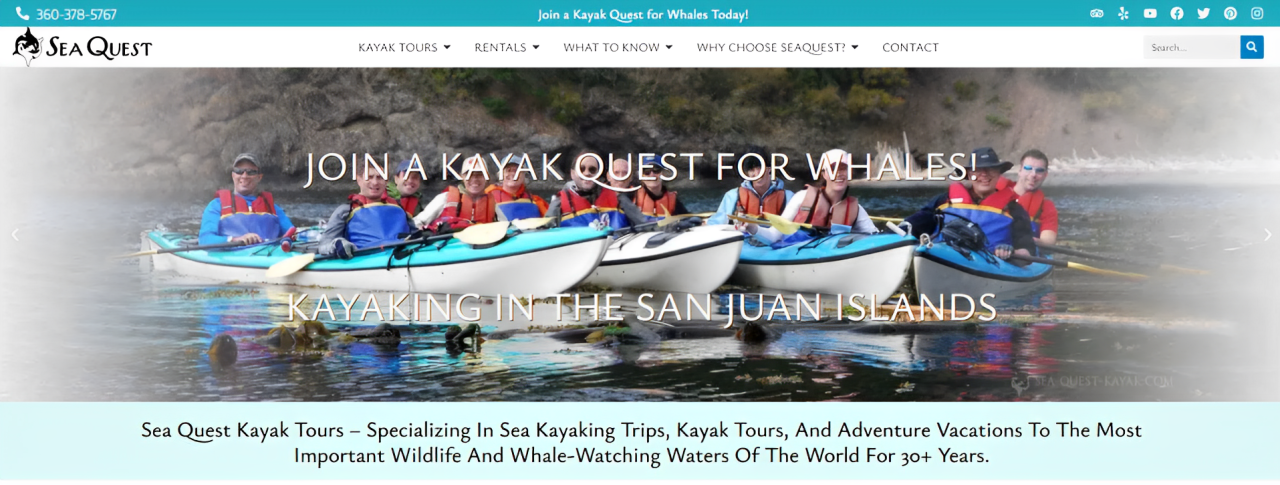 360-378-5767
Join a Kayak Quest for Whales Today!
SEA QUEST
KAYAK TOURS
RENTALS
WHAT TO KNOW
WHY CHOOSE SEAQUEST?
CONTACT
Search...
JOIN A KAYAK QUEST FOR WHALES!
KAYAKING IN THE SAN JUAN ISLANDS
SEA QUEST-KAYAK.COM
Sea Quest Kayak Tours – Specializing In Sea Kayaking Trips, Kayak Tours, And Adventure Vacations To The Most
Important Wildlife And Whale-Watching Waters Of The World For 30+ Years.